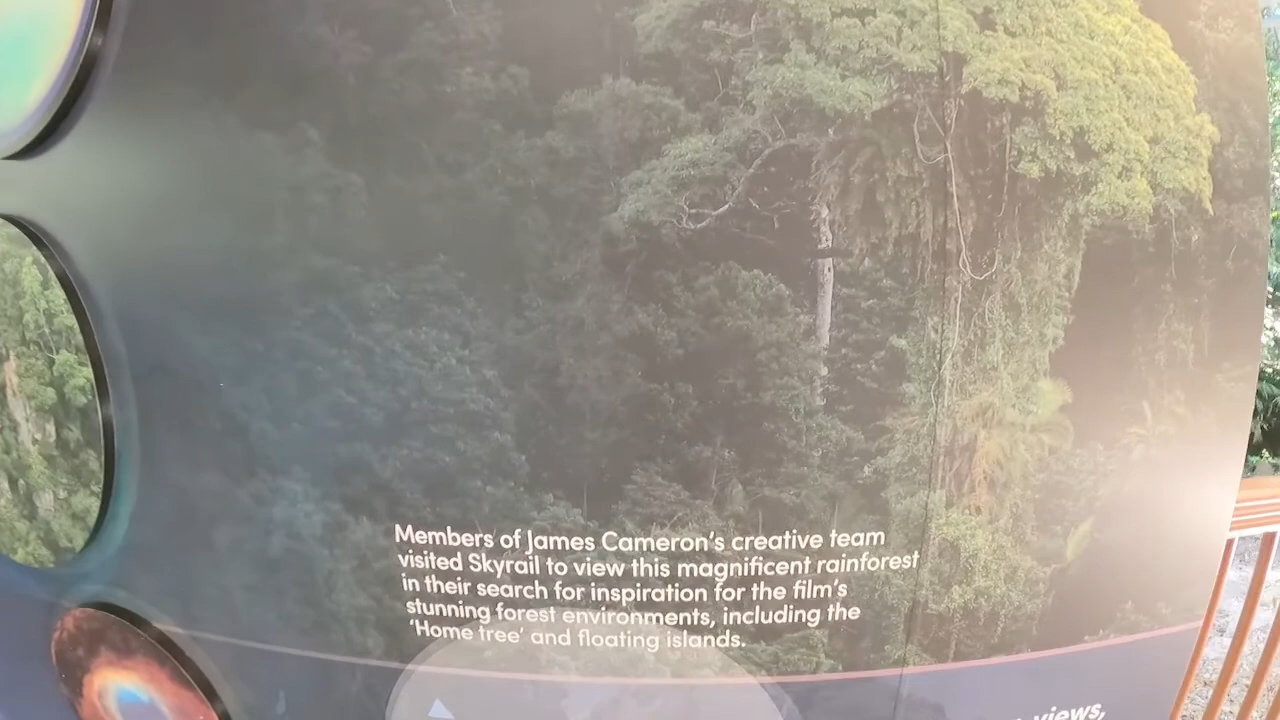 Members of James Cameron's creative team
visited Skyrail to view this magnificent rainforest
in their search for inspiration for the film's
stunning forest environments, including the
'Home tree' and floating islands.
views,